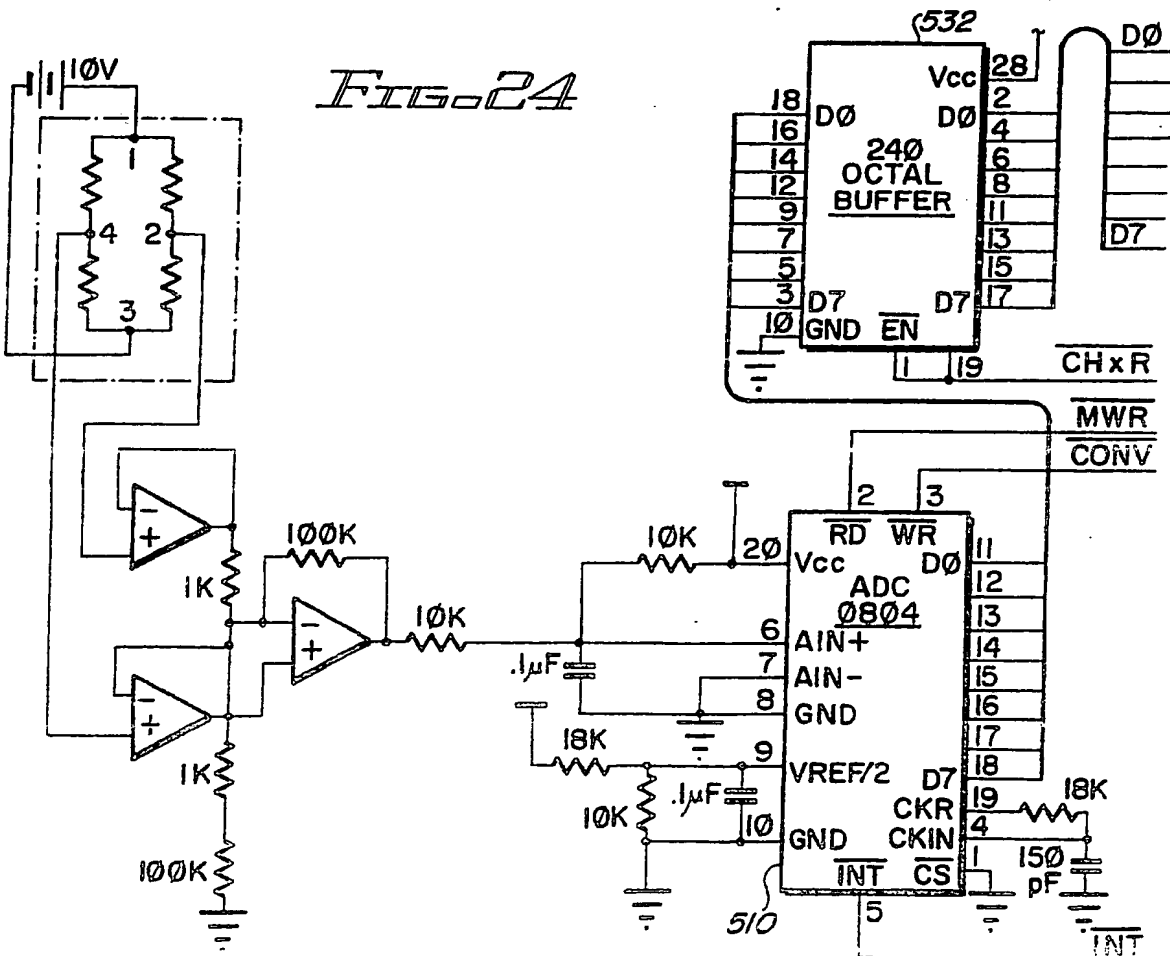 532
10V
FIG.-24
1
4
2
3
Vcc 28
D0
18 D0
D0 2
16
4
14
6
12
8
9
11
7
13
5
15
3 D7
D7 17
240
OCTAL
BUFFER
10 GND
EN
1
19
D7
CHxR
MWR
CONV
2
3
RD
WR
100K
1K
10K
10K
20 Vcc
ADC
0804
D0 11
12
13
14
15
16
17
D7 18
6 AIN+
7 AIN-
8 GND
.1µF
-
+
-
+
-
+
18K
9 VREF/2
.1µF
10K
10 GND
CKR 19
18K
CKIN 4
1
CS
150
pF
INT
5
1K
100K
510
INT